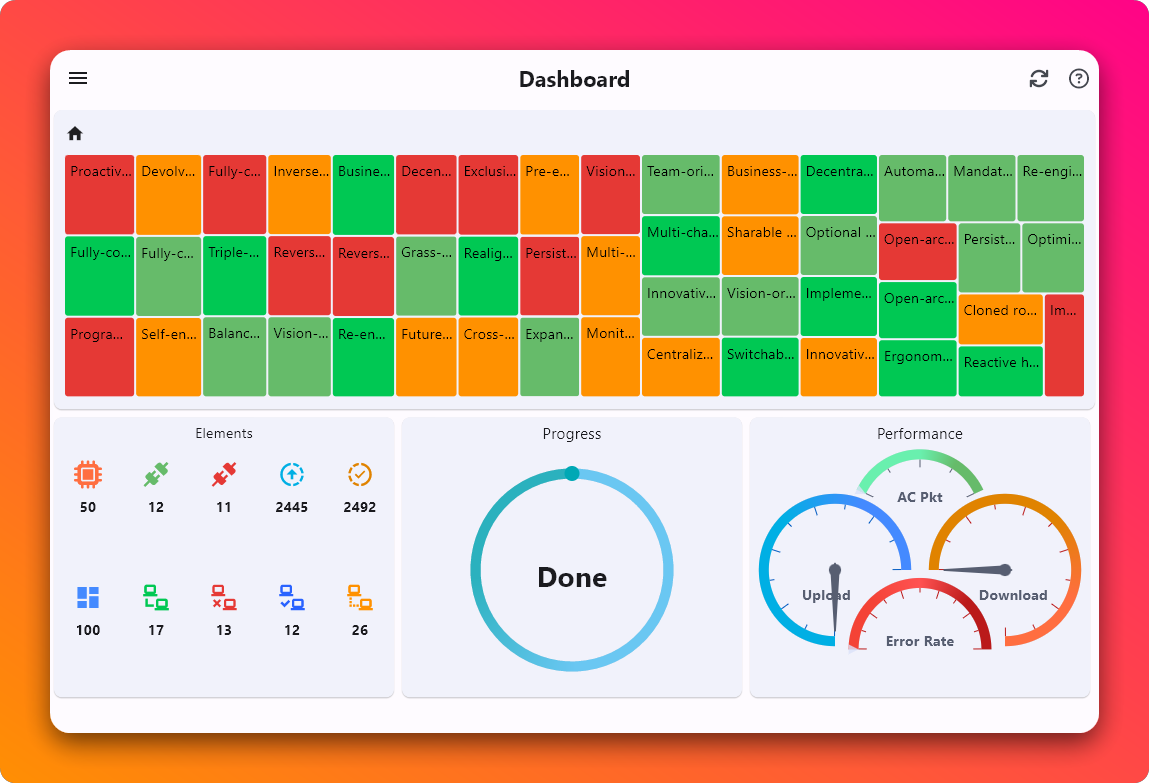 Dashboard
Proactiv... Devolv... Fully-c... Inverse... Busine... Decen... Exclusi... Pre-e... Vision... Team-ori... Business-... Decentra... Automa... Mandat... Re-engi...
Multi-cha... Sharable ... Optional ... Open-arc... Persist... Optimi...
Fully-co... Fully-c... Triple-... Revers... Revers... Grass-... Realig... Persist... Multi-...
Innovativ... Vision-or... Impleme... Open-arc... Cloned ro... Im...
Progra... Self-en... Balanc... Vision-... Re-en... Future... Cross-... Expan... Monit...
Centraliz... Switchab... Innovativ... Ergonom... Reactive h...
Elements
50 12 11 2445 2492
100 17 13 12 26
Progress
Done
Performance
AC Pkt
Upload
Download
Error Rate